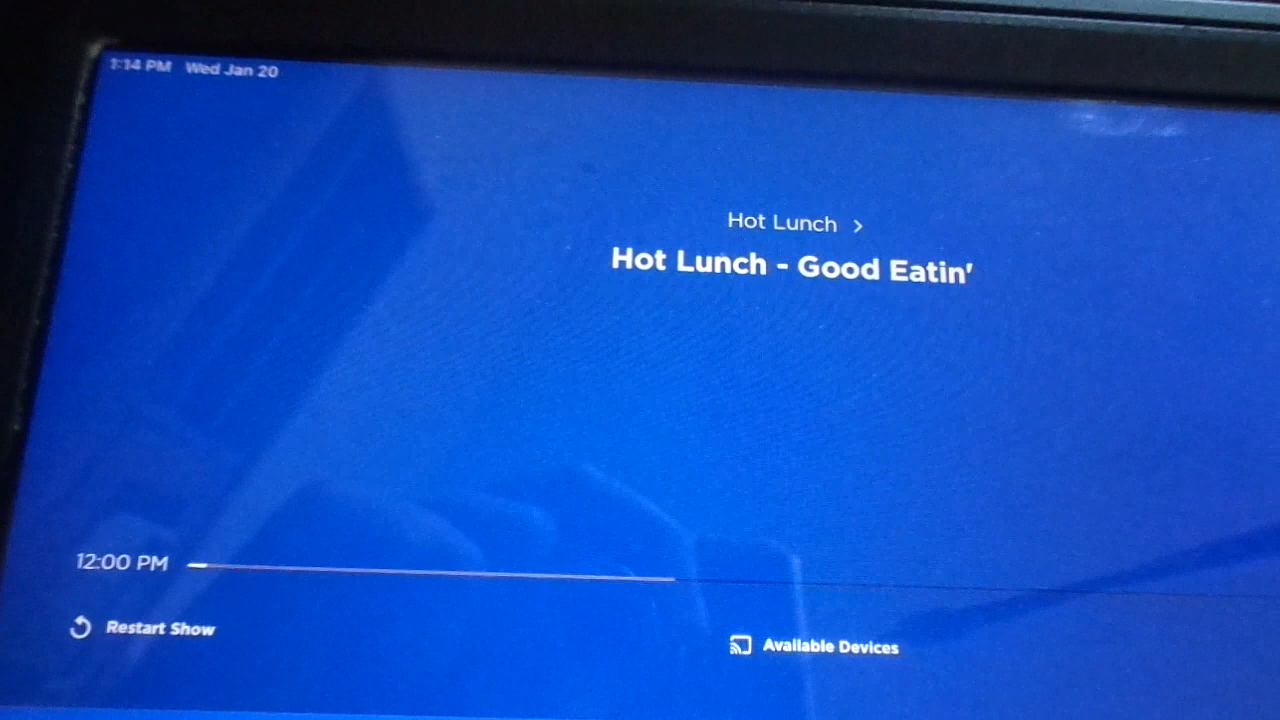 1:14 PM Wed Jan 20
Hot Lunch >
Hot Lunch - Good Eatin'
12:00 PM
Restart Show
Available Devices